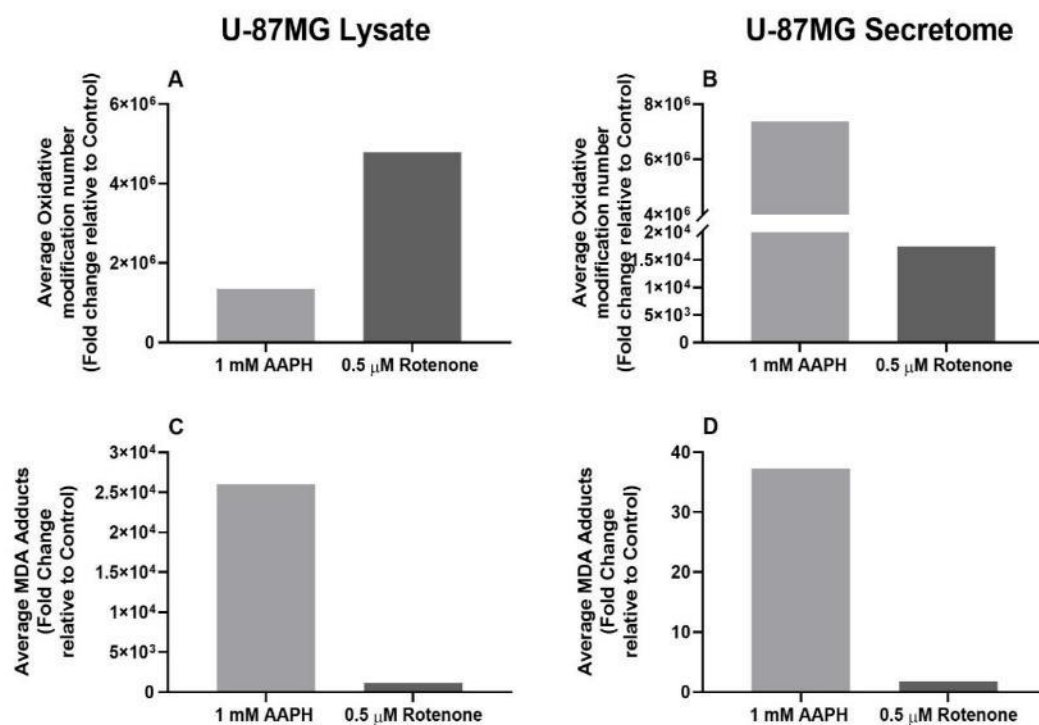 U-87MG Lysate
U-87MG Secretome
A
Average Oxidative
modification number
(Fold change relative to Control)
6×10⁶
4×10⁶
2×10⁶
0
1 mM AAPH
0.5 μM Rotenone
B
Average Oxidative
modification number
(Fold change relative to Control)
8×10⁶
6×10⁶
4×10⁶
2×10⁴
1.5×10⁴
1×10⁴
5×10³
0
1 mM AAPH
0.5 μM Rotenone
C
Average MDA Adducts
(Fold Change
relative to Control)
3×10⁴
2.5×10⁴
2×10⁴
1.5×10⁴
1×10⁴
5×10³
0
1 mM AAPH
0.5 μM Rotenone
D
Average MDA Adducts
(Fold Change
relative to Control)
40
30
20
10
0
1 mM AAPH
0.5 μM Rotenone